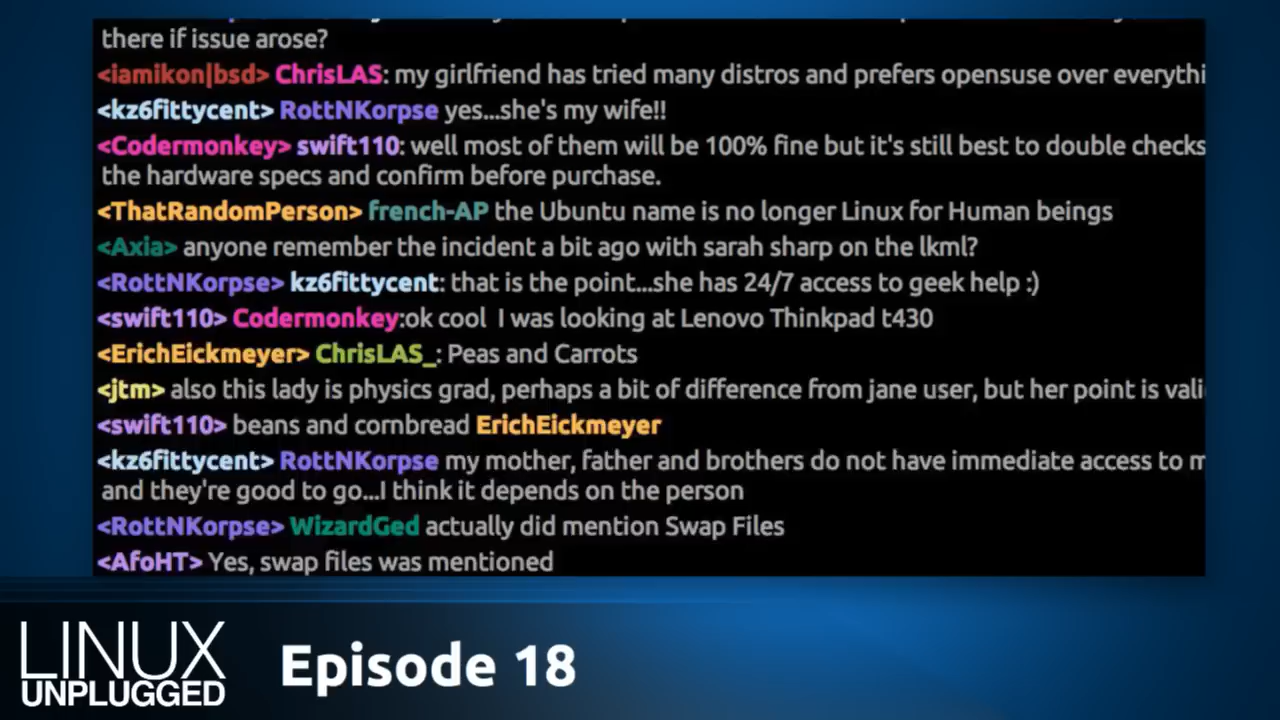 there if issue arose?
<iamikon|bsd> ChrisLAS: my girlfriend has tried many distros and prefers opensuse over everythi
<kz6fittycent> RottNKorpse yes...she's my wife!!
<Codermonkey> swift110: well most of them will be 100% fine but it's still best to double checks
the hardware specs and confirm before purchase.
<ThatRandomPerson> french-AP the Ubuntu name is no longer Linux for Human beings
<Axia> anyone remember the incident a bit ago with sarah sharp on the lkml?
<RottNKorpse> kz6fittycent: that is the point...she has 24/7 access to geek help :)
<swift110> Codermonkey:ok cool  I was looking at Lenovo Thinkpad t430
<ErichEickmeyer> ChrisLAS_: Peas and Carrots
<jtm> also this lady is physics grad, perhaps a bit of difference from jane user, but her point is vali
<swift110> beans and cornbread ErichEickmeyer
<kz6fittycent> RottNKorpse my mother, father and brothers do not have immediate access to m
and they're good to go...I think it depends on the person
<RottNKorpse> WizardGed actually did mention Swap Files
<AfoHT> Yes, swap files was mentioned
LINUX
UNPLUGGED
Episode 18